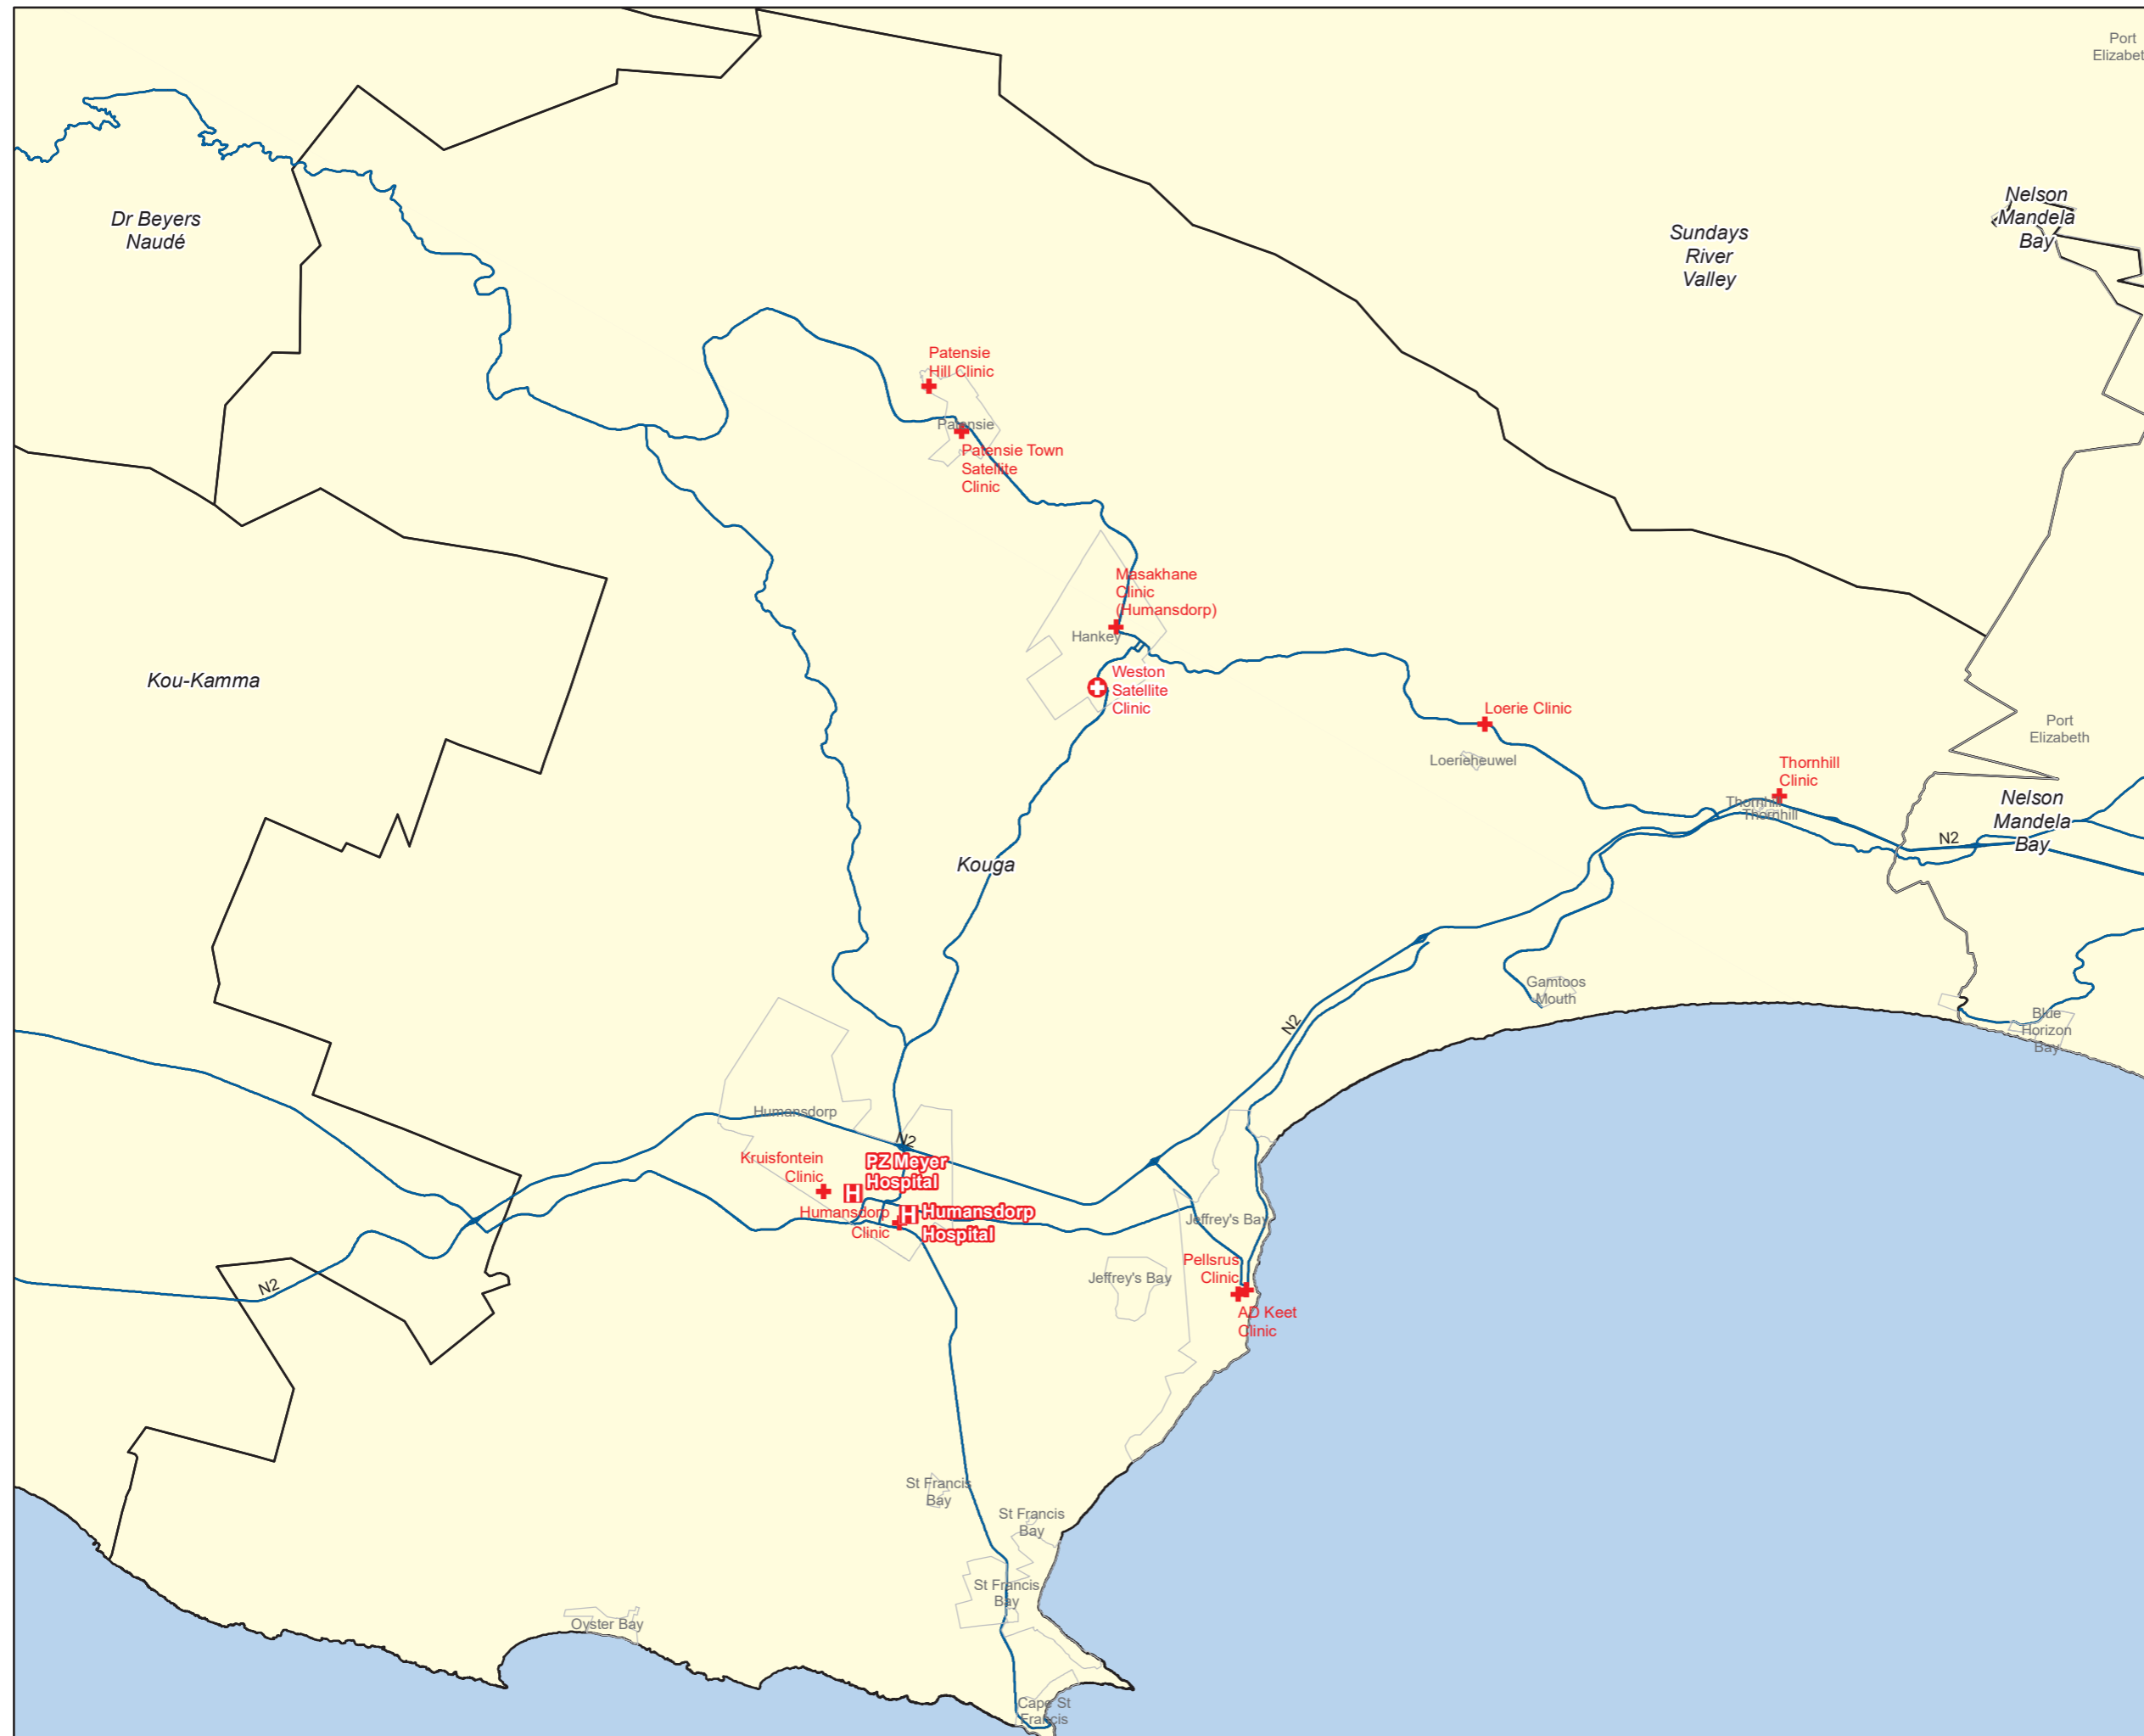 Port
Elizabet
Nelson
Mandela
Bay
Dr Beyers
Naudé
Sundays
River
Valley
Patensie
Hill Clinic
Patensie
Patensie Town
Satellite
Clinic
Masakhane
Clinic
(Humansdorp)
Hankey
Kou-Kamma
Weston
Satellite
Clinic
Loerie Clinic
Port
Elizabeth
Loerieheuwel
Thornhill
Clinic
Thornhill
Thornhill
Nelson
Mandela
Bay
N2
Kouga
Gamtoos
Mouth
N2
Blue
Horizon
Bay
Humansdorp
N2
Kruisfontein
Clinic
PZ Meyer
Hospital
H
Humansdorp
Clinic
H
Humansdorp
Hospital
Jeffrey's Bay
Pellsrus
Clinic
Jeffrey's Bay
N2
AD Keet
Clinic
St Francis
Bay
St Francis
Bay
St Francis
Bay
Oyster Bay
Cape St
Francis